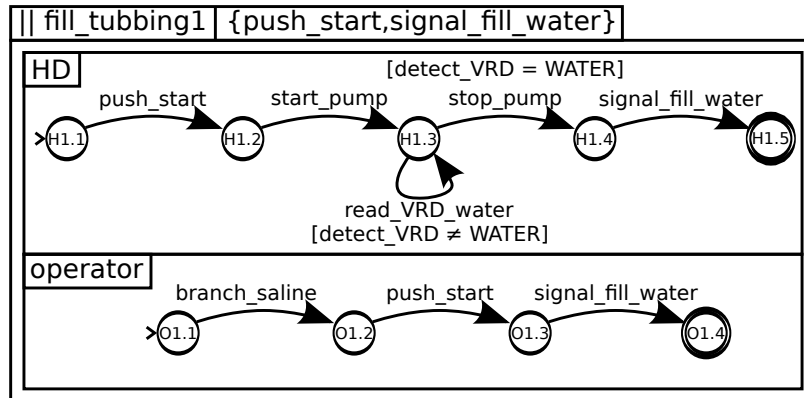 || fill_tubbing1 {push_start,signal_fill_water}
HD
[detect_VRD = WATER]
push_start start_pump stop_pump signal_fill_water
H1.1 H1.2 H1.3 H1.4 H1.5
read_VRD_water
[detect_VRD ≠ WATER]
operator
branch_saline push_start signal_fill_water
O1.1 O1.2 O1.3 O1.4